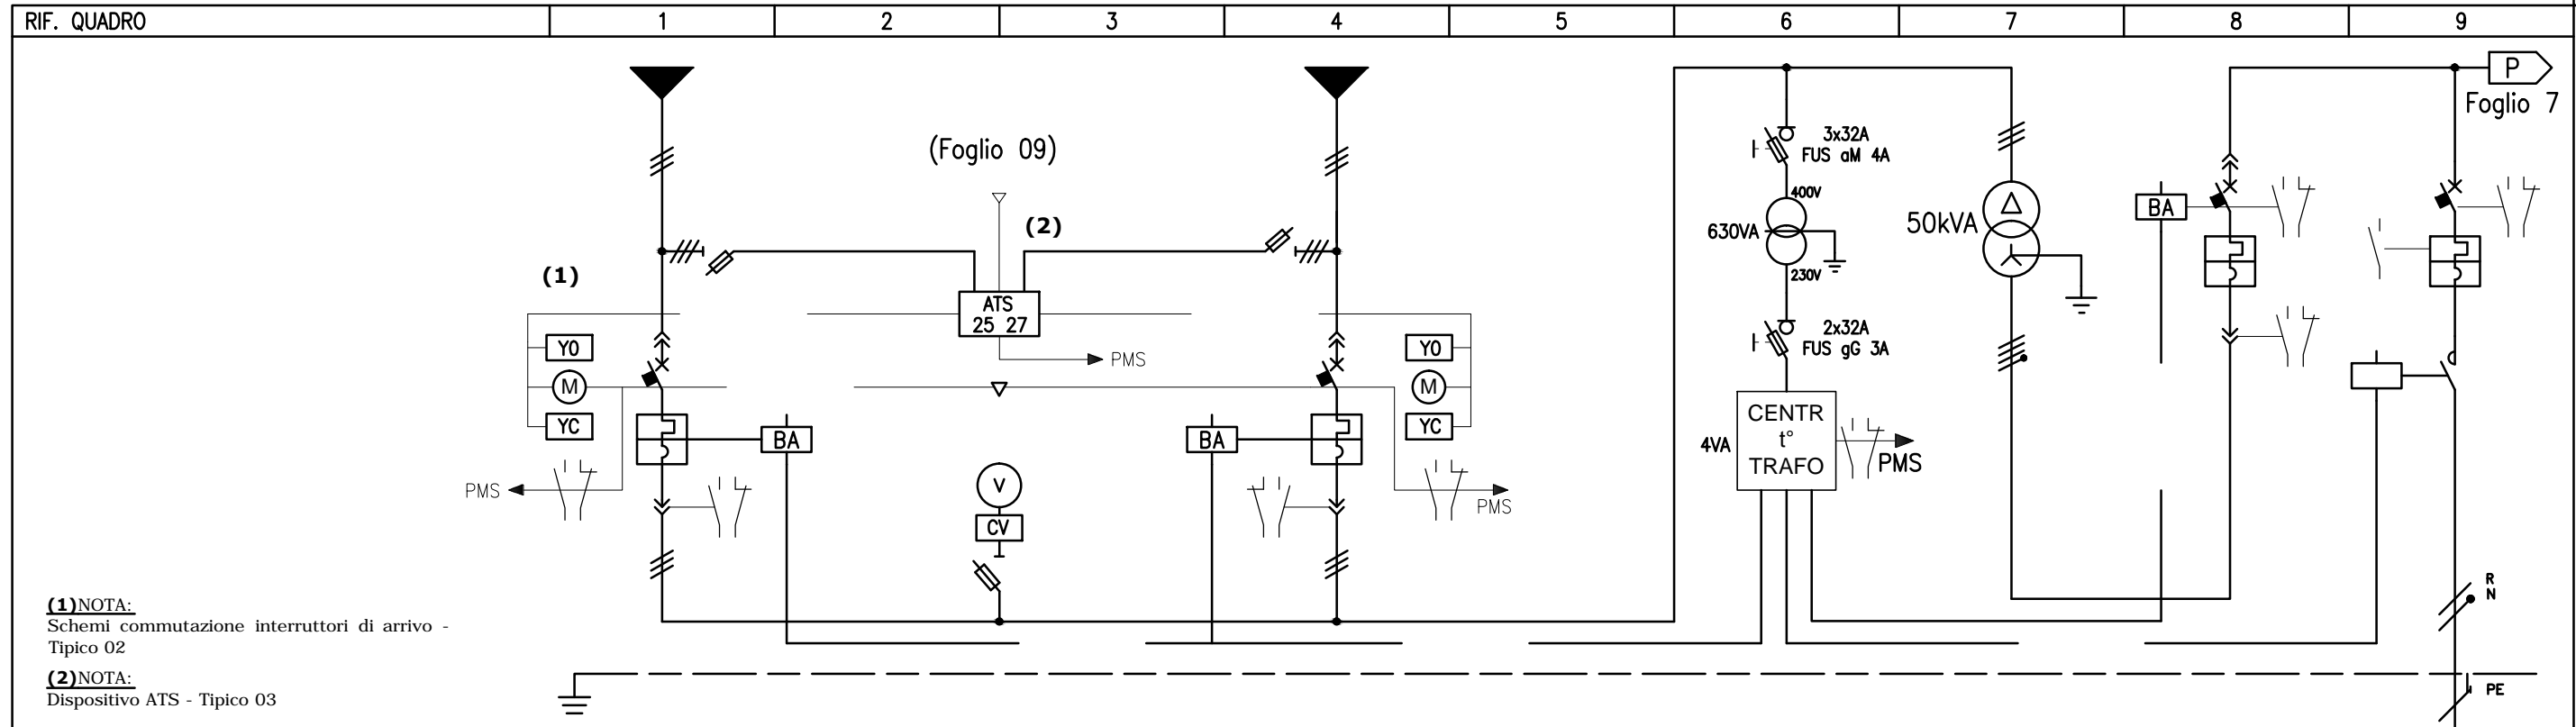 RIF. QUADRO 1 2 3 4 5 6 7 8 9
P
Foglio 7
(Foglio 09)
(2)
(1)
3x32A
FUS aM 4A
400V
630VA
230V
50kVA
BA
ATS
25 27
PMS
2x32A
FUS gG 3A
Y0
M
YC
Y0
M
YC
BA
BA
CENTR
t°
TRAFO
4VA
PMS
PMS
PMS
V
CV
R
N
PE
(1)NOTA:
Schemi commutazione interruttori di arrivo -
Tipico 02
(2)NOTA:
Dispositivo ATS - Tipico 03